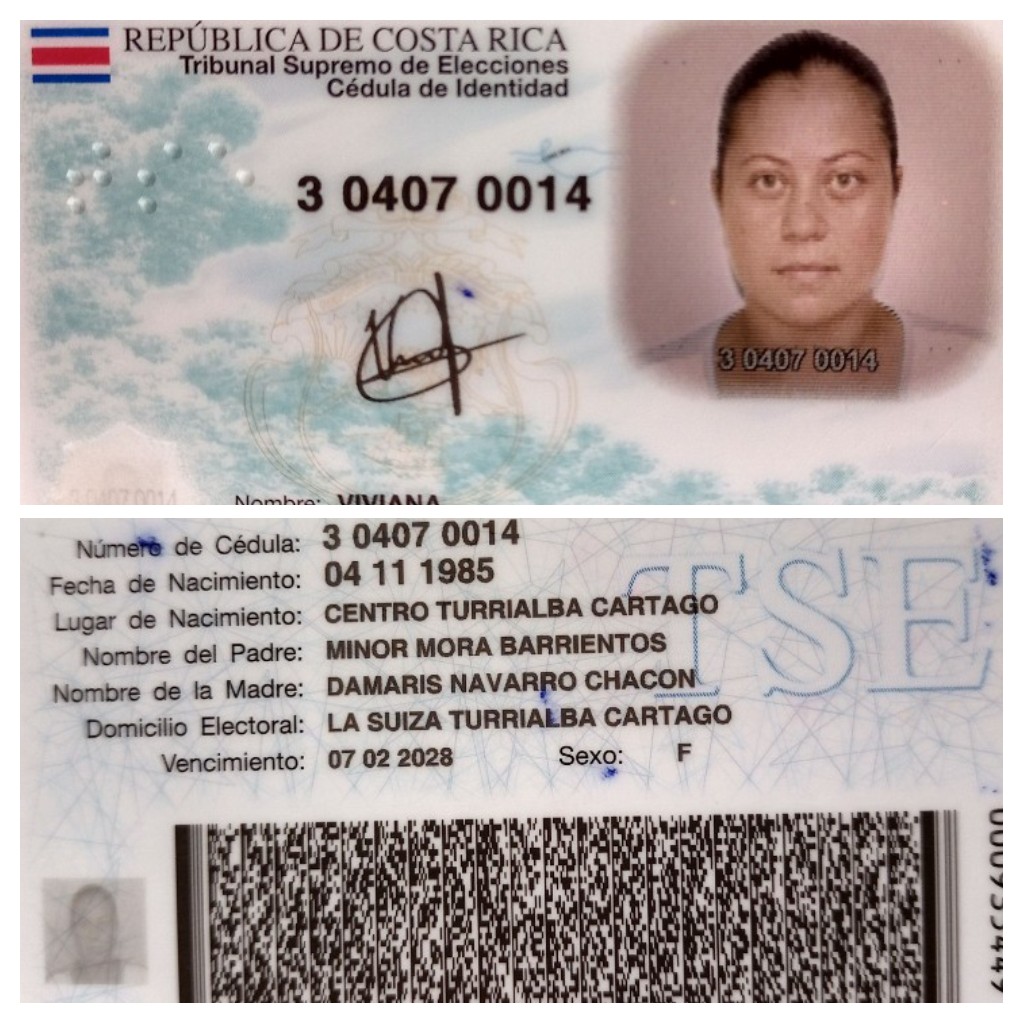 REPÚBLICA DE COSTA RICA
Tribunal Supremo de Elecciones
Cédula de Identidad
3 0407 0014
3 0407 0014
3 0407 0014
Nombre: VIVIANA
Número de Cédula: 3 0407 0014
Fecha de Nacimiento: 04 11 1985
Lugar de Nacimiento: CENTRO TURRIALBA CARTAGO
Nombre del Padre: MINOR MORA BARRIENTOS
Nombre de la Madre: DAMARIS NAVARRO CHACON
Domicilio Electoral: LA SUIZA TURRIALBA CARTAGO
Vencimiento: 07 02 2028 Sexo: F
TSE